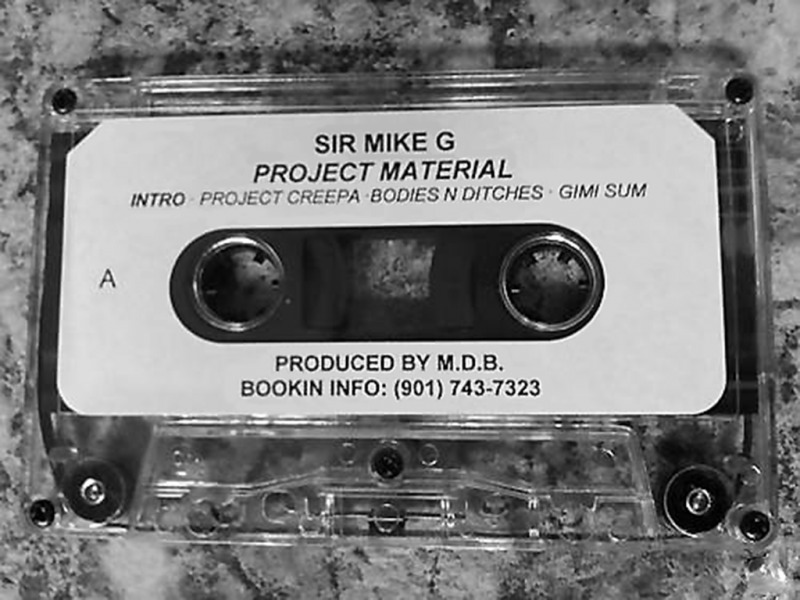 SIR MIKE G
PROJECT MATERIAL
INTRO · PROJECT CREEPA · BODIES N DITCHES · GIMI SUM
A
PRODUCED BY M.D.B.
BOOKIN INFO: (901) 743-7323